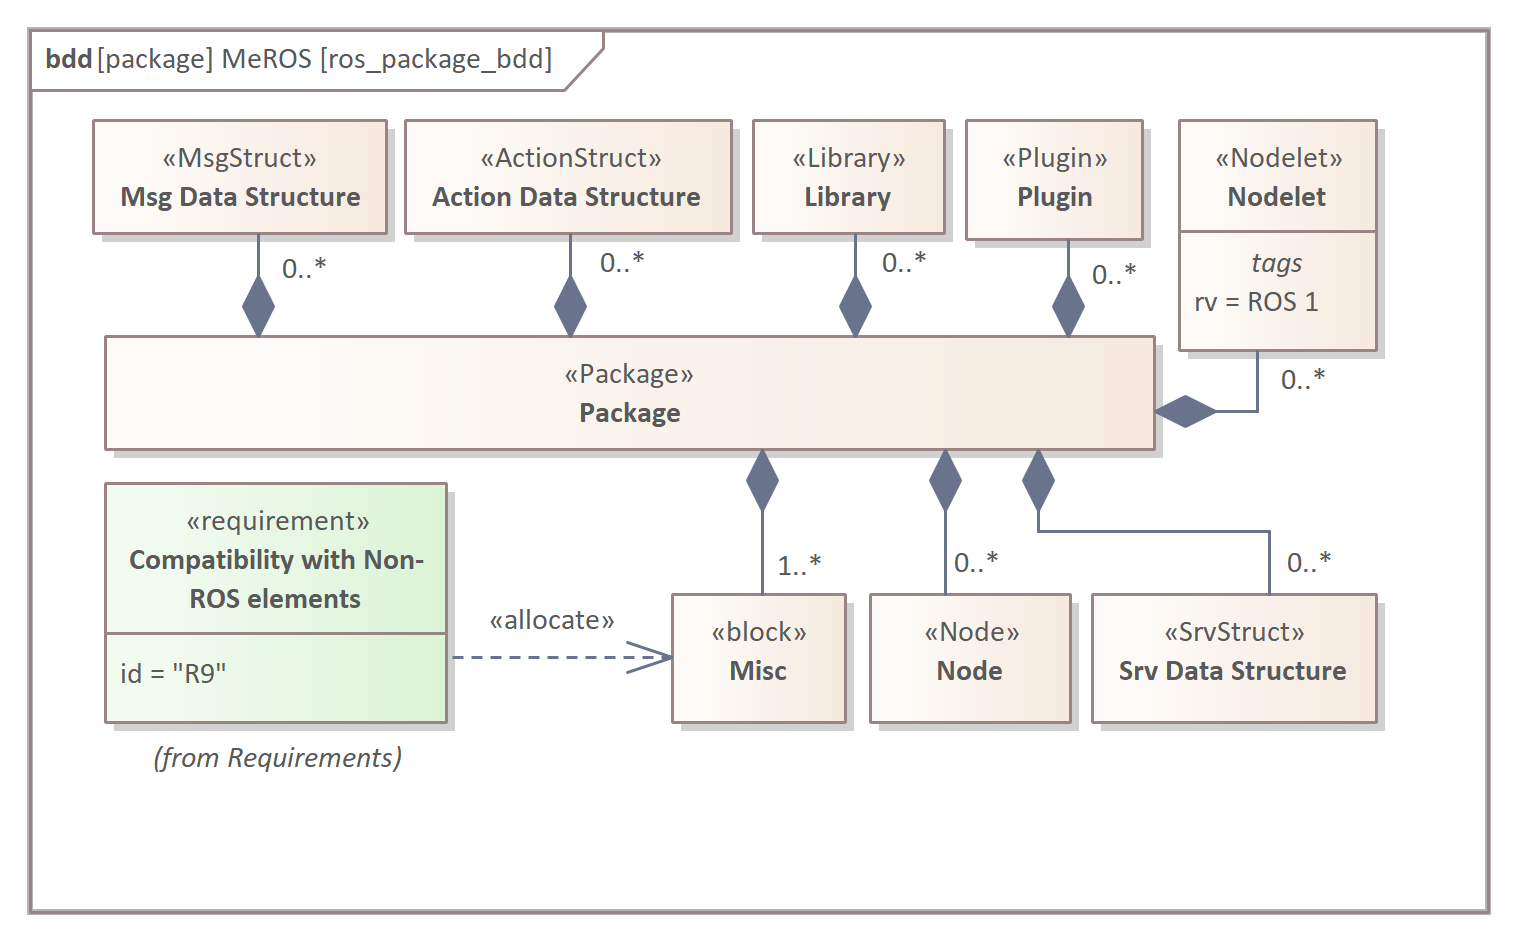 bdd [package] MeROS [ros_package_bdd]
«MsgStruct»
Msg Data Structure
«ActionStruct»
Action Data Structure
«Library»
Library
«Plugin»
Plugin
«Nodelet»
Nodelet
tags
rv = ROS 1
0..*
0..*
0..*
0..*
0..*
«Package»
Package
«requirement»
Compatibility with Non-
ROS elements
id = "R9"
(from Requirements)
«allocate»
1..*
0..*
0..*
«block»
Misc
«Node»
Node
«SrvStruct»
Srv Data Structure